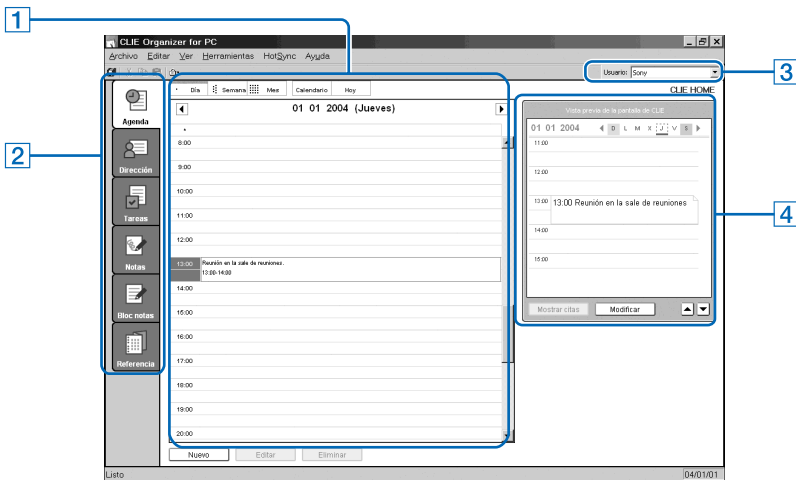 1
CLIE Organizer for PC
Archivo Editar Ver Herramientas HotSync Ayuda
Usuario: Sony
3
CLIE HOME
2
Agenda
Dirección
Tareas
Notas
Bloc notas
Referencia
Día Semana Mes Calendario Hoy
01 01 2004 (Jueves)
8:00
9:00
10:00
11:00
12:00
13:00 Reunión en la sale de reuniones.
13:00-14:00
14:00
15:00
16:00
17:00
18:00
19:00
20:00
Nuevo Editar Eliminar
Vista previa de la pantalla de CLIE
01 01 2004 D L M X J V S
11:00
12:00
13:00 13:00 Reunión en la sale de reuniones
14:00
15:00
Mostrar citas Modificar
4
Listo 04/01/01